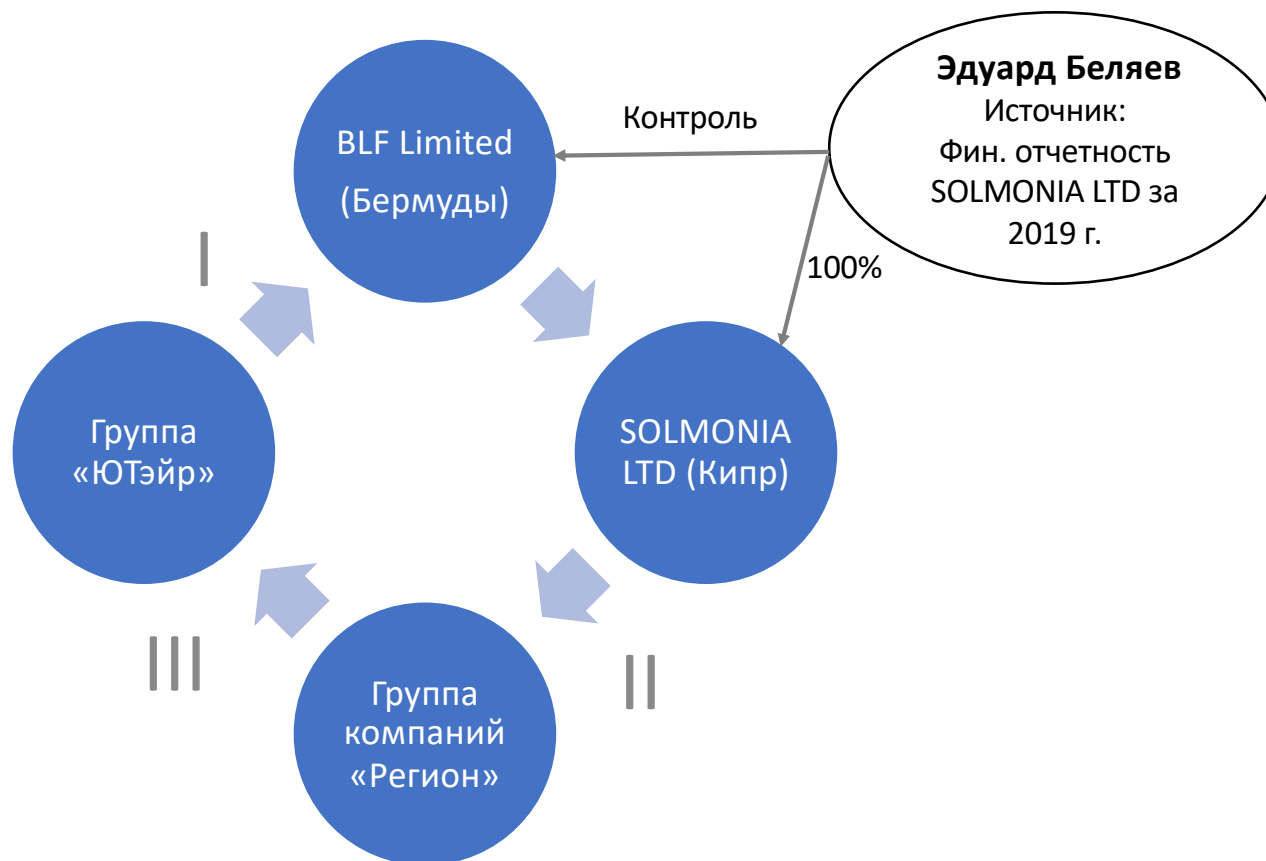 BLF Limited
(Бермуды)
Контроль
Эдуард Беляев
Источник:
Фин. отчетность
SOLMONIA LTD за
2019 г.
100%
I
Группа
«ЮТэйр»
SOLMONIA
LTD (Кипр)
III
II
Группа
компаний
«Регион»